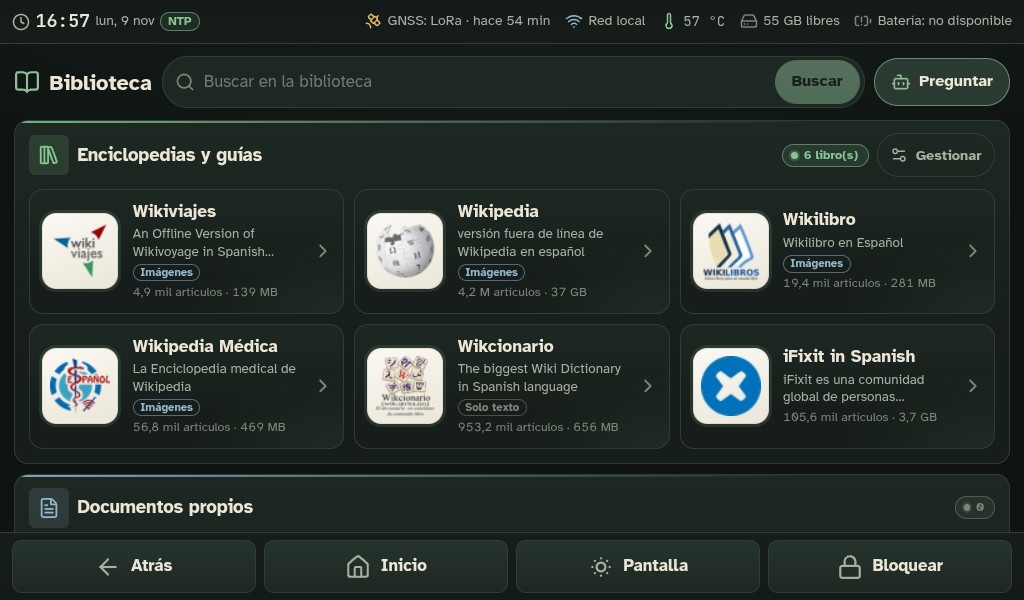 16:57 lun, 9 nov NTP GNSS: LoRa · hace 54 min Red local 57 °C 55 GB libres Batería: no disponible
Biblioteca Buscar en la biblioteca Buscar Preguntar
Enciclopedias y guías 6 libro(s) Gestionar
Wikiviajes
An Offline Version of
Wikivoyage in Spanish...
Imágenes
4,9 mil artículos · 139 MB
wiki
viajes
Wikipedia
versión fuera de línea de
Wikipedia en español
Imágenes
4,2 M artículos · 37 GB
Wikilibro
Wikilibro en Español
Imágenes
19,4 mil artículos · 281 MB
WIKILIBROS
Wikipedia Médica
La Enciclopedia medical de
Wikipedia
Imágenes
56,8 mil artículos · 469 MB
ESPAÑOL
Wikcionario
The biggest Wiki Dictionary
in Spanish language
Solo texto
953,2 mil artículos · 656 MB
Wikcionario
iFixit in Spanish
iFixit es una comunidad
global de personas...
105,6 mil artículos · 3,7 GB
Documentos propios 0
Atrás Inicio Pantalla Bloquear